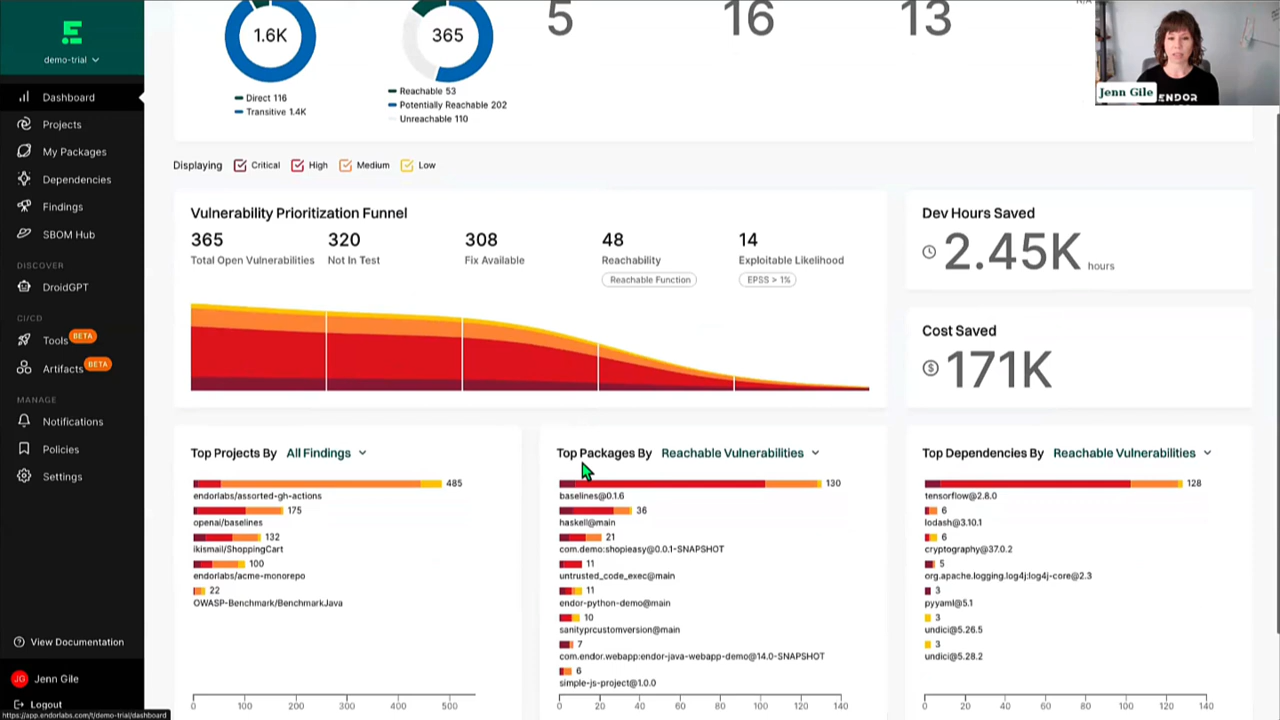 demo-trial
Dashboard
Projects
My Packages
Dependencies
Findings
SBOM Hub
DISCOVER
DroidGPT
CI/CD
Tools BETA
Artifacts BETA
MANAGE
Notifications
Policies
Settings
View Documentation
JG Jenn Gile
Logout
https://app.endorlabs.com/t/demo-trial/dashboard
1.6K
Direct 116
Transitive 1.4K
365
Reachable 53
Potentially Reachable 202
Unreachable 110
5
16
13
Jenn Gile
ENDOR
Displaying Critical High Medium Low
Vulnerability Prioritization Funnel
365 320 308 48 14
Total Open Vulnerabilities Not In Test Fix Available Reachability Exploitable Likelihood
Reachable Function EPSS > 1%
Dev Hours Saved
2.45K hours
Cost Saved
$ 171K
Top Projects By All Findings
485
endorlabs/assorted-gh-actions
175
openai/baselines
132
ikismail/ShoppingCart
100
endorlabs/acme-monorepo
22
OWASP-Benchmark/BenchmarkJava
0 100 200 300 400 500
Top Packages By Reachable Vulnerabilities
130
baselines@0.1.6
36
haskell@main
21
com.demo:shopieasy@0.0.1-SNAPSHOT
11
untrusted_code_exec@main
11
endor-python-demo@main
10
sanityprcustomversion@main
7
com.endor.webapp:endor-java-webapp-demo@14.0-SNAPSHOT
6
simple-js-project@1.0.0
0 20 40 60 80 100 120 140
Top Dependencies By Reachable Vulnerabilities
128
tensorflow@2.8.0
6
lodash@3.10.1
6
cryptography@37.0.2
5
org.apache.logging.log4j:log4j-core@2.3
3
pyyaml@5.1
3
undici@5.26.5
3
undici@5.28.2
0 20 40 60 80 100 120 140